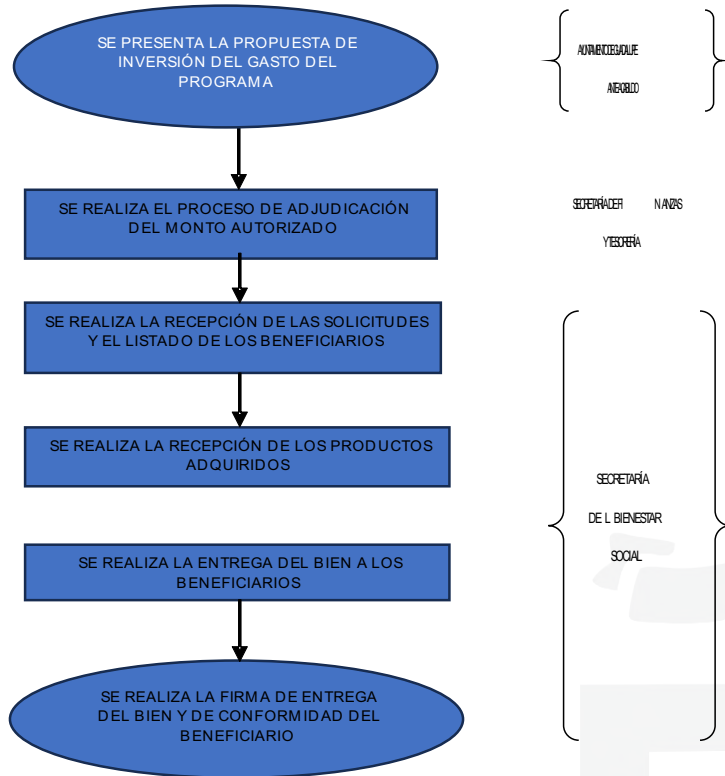 SE PRESENTA LA PROPUESTA DE
INVERSIÓN DEL GASTO DEL
PROGRAMA
SE REALIZA EL PROCESO DE ADJUDICACIÓN
DEL MONTO AUTORIZADO
Y TESORERÍA
SE REALIZA LA RECEPCIÓN DE LAS SOLICITUDES
Y EL LISTADO DE LOS BENEFICIARIOS
SE REALIZA LA RECEPCIÓN DE LOS PRODUCTOS
ADQUIRIDOS
SE REALIZA LA ENTREGA DEL BIEN A LOS
BENEFICIARIOS
SE REALIZA LA FIRMA DE ENTREGA
DEL BIEN Y DE CONFORMIDAD DEL
BENEFICIARIO
SECRETARÍA
DE L BIENESTAR
SOCIAL